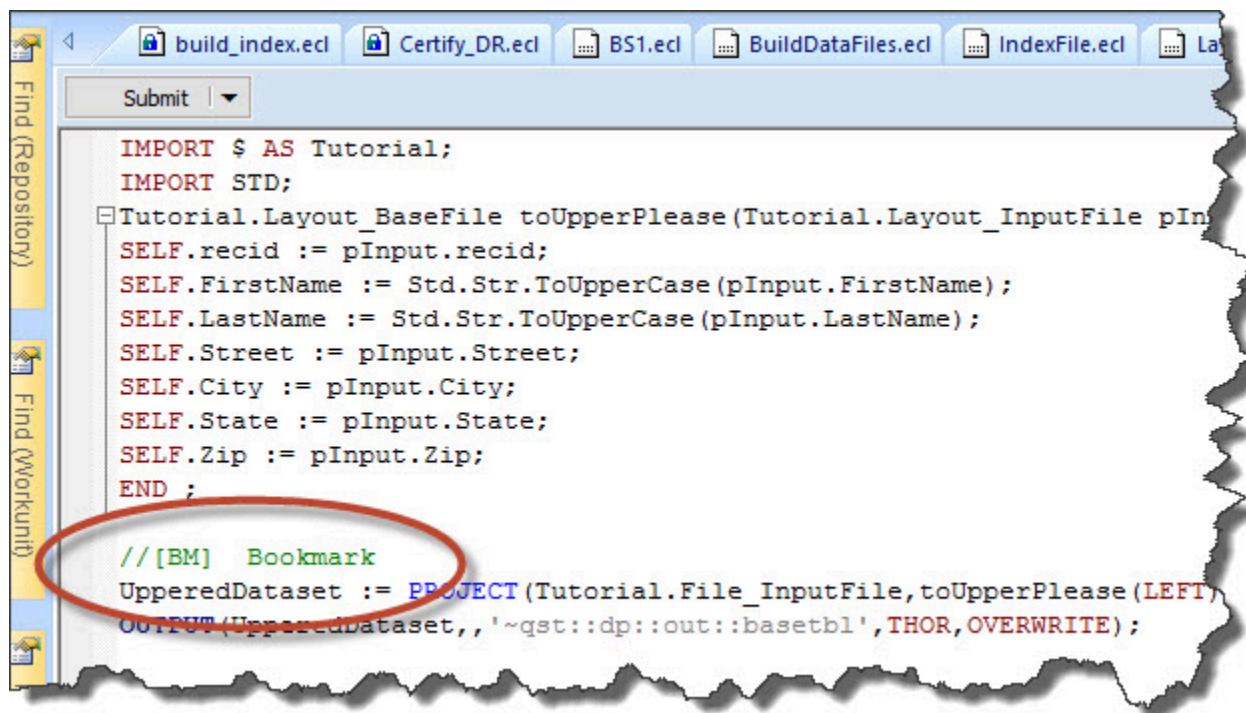 build_index.ecl Certify_DR.ecl BS1.ecl BuildDataFiles.ecl IndexFile.ecl
Submit
Find (Repository)
Find (Workunit)
IMPORT $ AS Tutorial;
IMPORT STD;
Tutorial.Layout_BaseFile toUpperPlease(Tutorial.Layout_InputFile
SELF.recid := pInput.recid;
SELF.FirstName := Std.Str.ToUpperCase(pInput.FirstName);
SELF.LastName := Std.Str.ToUpperCase(pInput.LastName);
SELF.Street := pInput.Street;
SELF.City := pInput.City;
SELF.State := pInput.State;
SELF.Zip := pInput.Zip;
END ;
//[BM] Bookmark
UpperedDataset := PROJECT(Tutorial.File_InputFile,toUpperPlease(LEFT)
OUTPUT(UpperedDataset,,'~qst::dp::out::basetbl',THOR,OVERWRITE);